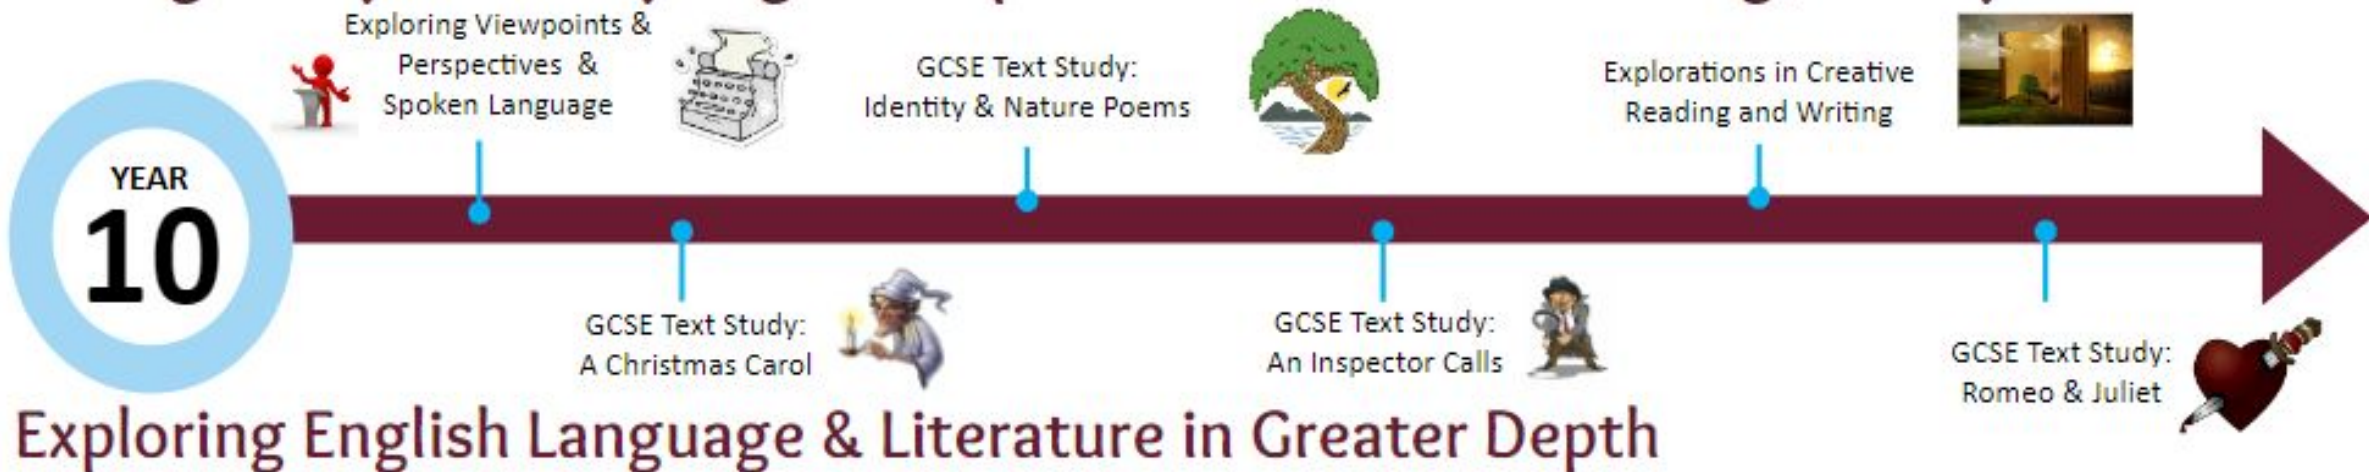 Exploring Viewpoints &
Perspectives &
Spoken Language
GCSE Text Study:
Identity & Nature Poems
Explorations in Creative
Reading and Writing
YEAR
10
GCSE Text Study:
A Christmas Carol
GCSE Text Study:
An Inspector Calls
GCSE Text Study:
Romeo & Juliet
Exploring English Language & Literature in Greater Depth